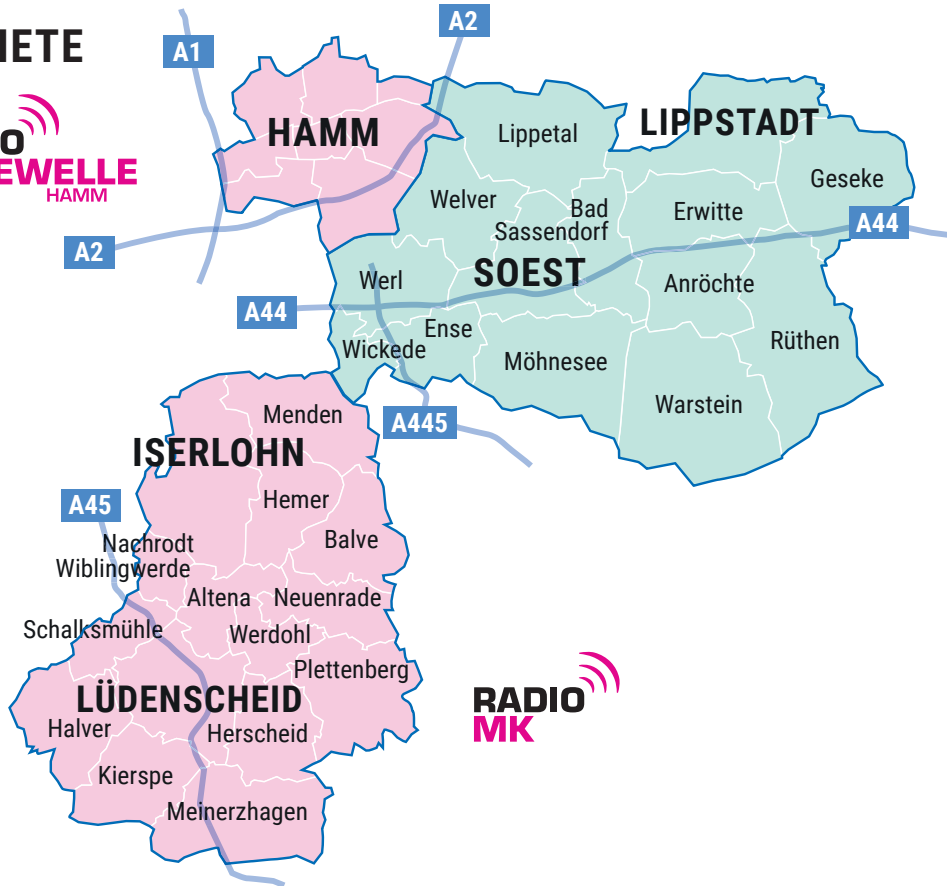 A2
A1
HAMM
Lippetal
LIPPSTADT
EWELLE
HAMM
Geseke
Welver
Bad
Sassendorf
Erwitte
A44
A2
SOEST
Werl
Anröchte
A44
Ense
Wickede
Möhnesee
Rüthen
Warstein
Menden
A445
ISERLOHN
Hemer
A45
Nachrodt
Wiblingwerde
Balve
Altena
Neuenrade
Schalksmühle
Werdohl
Plettenberg
LÜDENSCHEID
RADIO
MK
Halver
Herscheid
Kierspe
Meinerzhagen